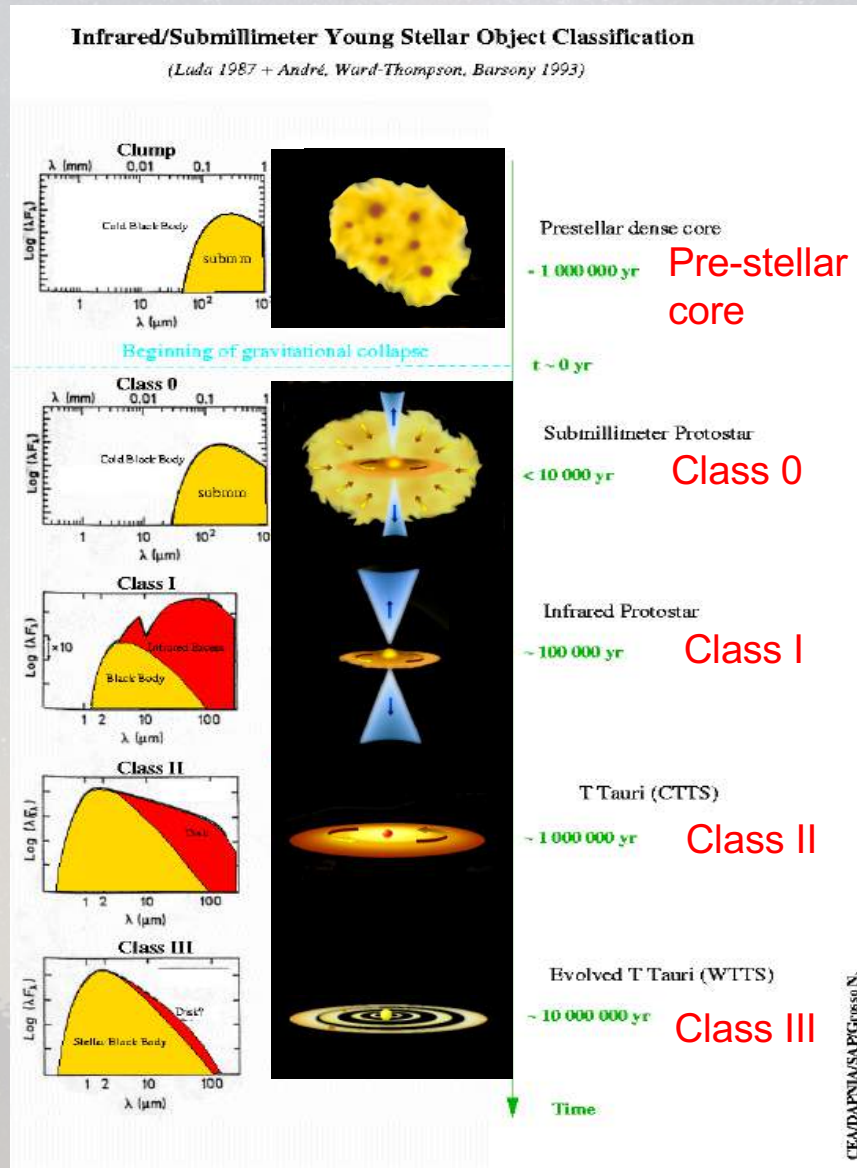 Infrared/Submillimeter Young Stellar Object Classification
(Lada 1987 + André, Ward-Thompson, Barsony 1993)
Clump
λ (mm) 0.01 0.1 1
Log (λFλ)
Cold Black Body
submm
1 10 10² 10³
λ (μm)
Prestellar dense core
- 1 000 000 yr
Pre-stellar
core
Beginning of gravitational collapse
t ~ 0 yr
Class 0
λ (mm) 0.01 0.1 1
Log (λFλ)
Cold Black Body
submm
1 10 10² 10³
λ (μm)
Submillimeter Protostar
< 10 000 yr
Class 0
Class I
Log (λFλ)
×10
Infrared Excess
Black Body
1 2 10 100
λ (μm)
Infrared Protostar
~ 100 000 yr
Class I
Class II
Log (λFλ)
Disk
1 2 10 100
λ (μm)
T Tauri (CTTS)
~ 1 000 000 yr
Class II
Class III
Log (λFλ)
Disk?
Stellar Black Body
1 2 10 100
λ (μm)
Evolved T Tauri (WTTS)
~ 10 000 000 yr
Class III
Time
CEA/DAPNIA/SAP/Grosso N.